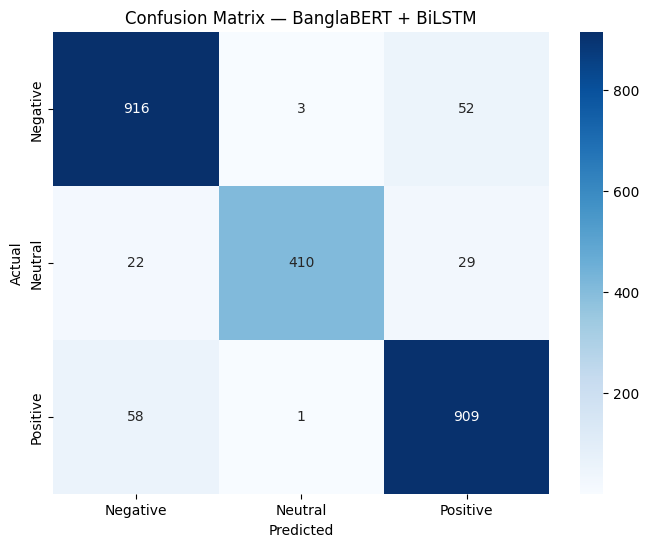 Confusion Matrix — BanglaBERT + BiLSTM
Actual
Negative
916 3 52
Neutral
22 410 29
Positive
58 1 909
Negative Neutral Positive
Predicted
800
600
400
200